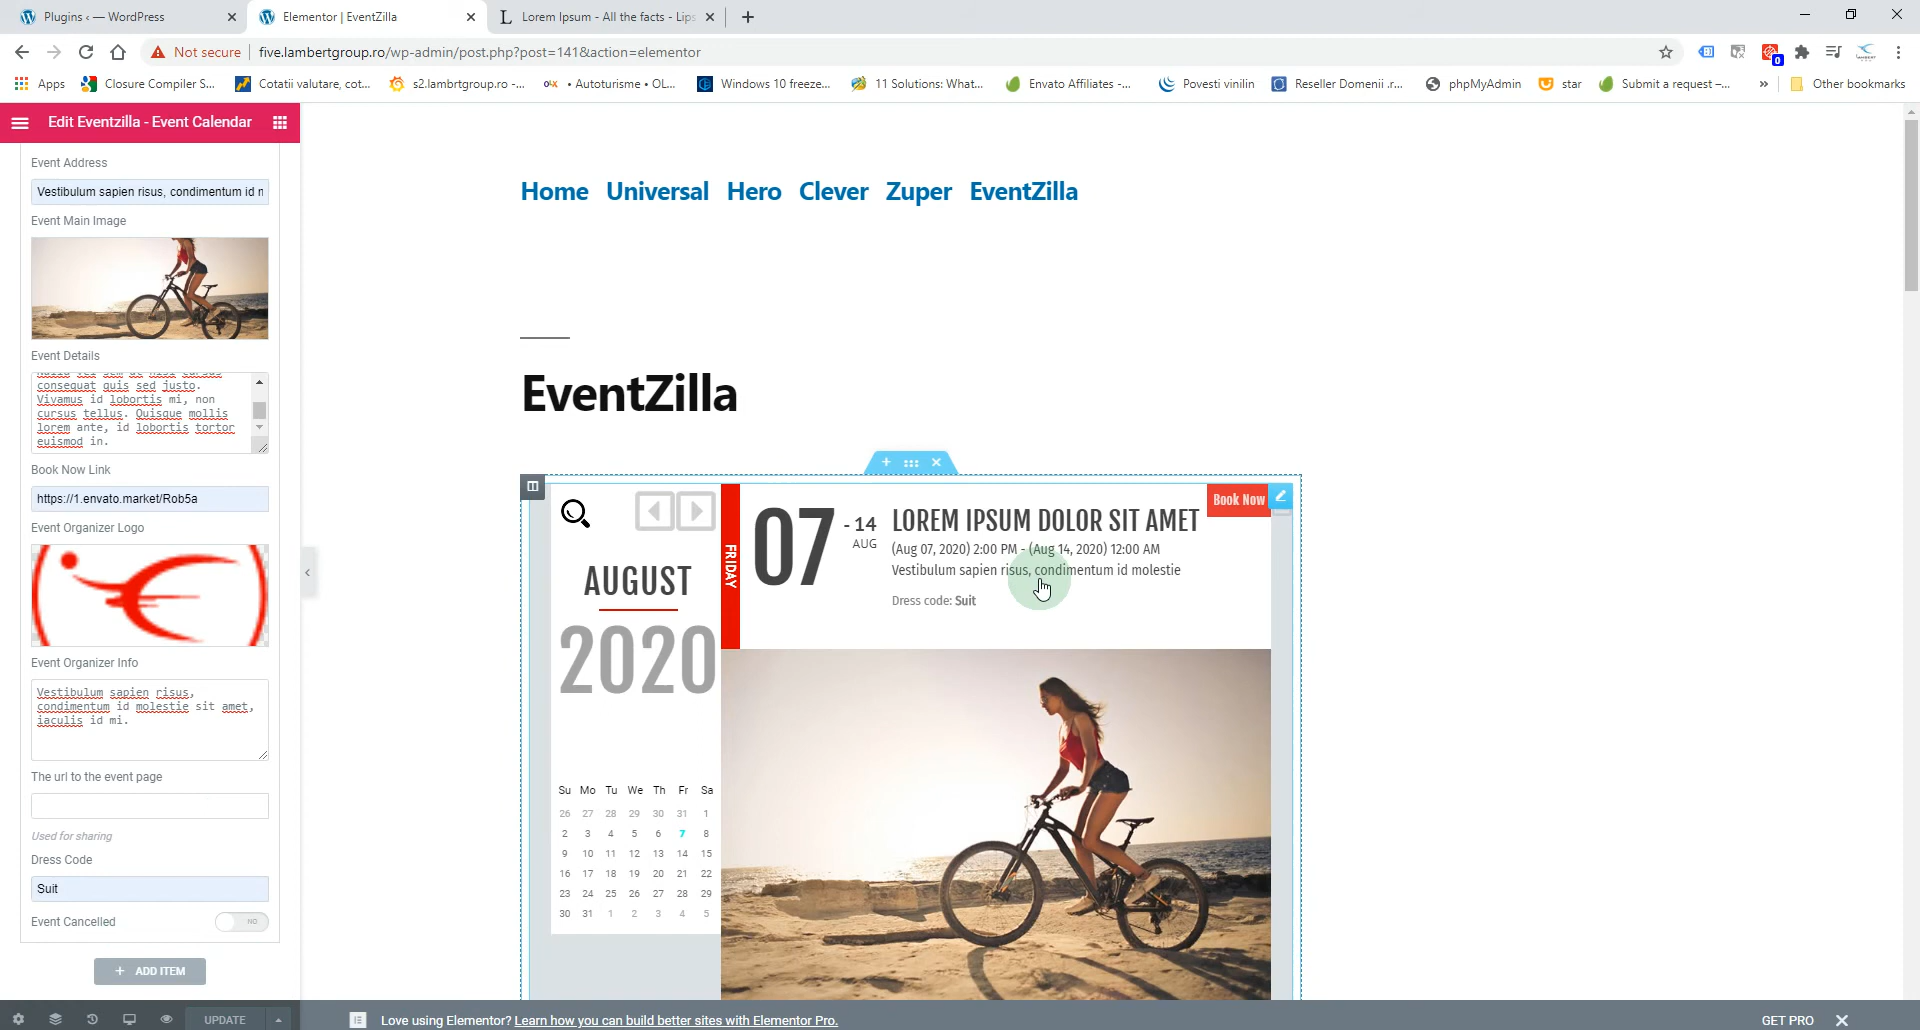 Plugins ‹ — WordPress
Elementor | EventZilla
Lorem Ipsum - All the facts - Lips
Not secure
five.lambertgroup.ro/wp-admin/post.php?post=141&action=elementor
0
Apps
Closure Compiler S...
Cotatii valutare, cot...
s2.lambrtgroup.ro -...
OLX
• Autoturisme • OL...
Windows 10 freeze...
11 Solutions: What...
Envato Affiliates -...
Povesti vinilin
Reseller Domenii .r...
phpMyAdmin
star
Submit a request –...
»
Other bookmarks
Edit Eventzilla - Event Calendar
Event Address
Vestibulum sapien risus, condimentum id n
Event Main Image
Event Details
consequat quis sed justo.
Vivamus id lobortis mi, non
cursus tellus. Quisque mollis
lorem ante, id lobortis tortor
euismod in.
Book Now Link
https://1.envato.market/Rob5a
Event Organizer Logo
Event Organizer Info
Vestibulum sapien risus,
condimentum id molestie sit amet,
iaculis id mi.
The url to the event page
Used for sharing
Dress Code
Suit
Event Cancelled
NO
+ ADD ITEM
UPDATE
Home Universal Hero Clever Zuper EventZilla
EventZilla
AUGUST
2020
Su Mo Tu We Th Fr Sa
26 27 28 29 30 31 1
2 3 4 5 6 7 8
9 10 11 12 13 14 15
16 17 18 19 20 21 22
23 24 25 26 27 28 29
30 31 1 2 3 4 5
FRIDAY
07
- 14
AUG
LOREM IPSUM DOLOR SIT AMET
Book Now
(Aug 07, 2020) 2:00 PM - (Aug 14, 2020) 12:00 AM
Vestibulum sapien risus, condimentum id molestie
Dress code: Suit
Love using Elementor? Learn how you can build better sites with Elementor Pro.
GET PRO